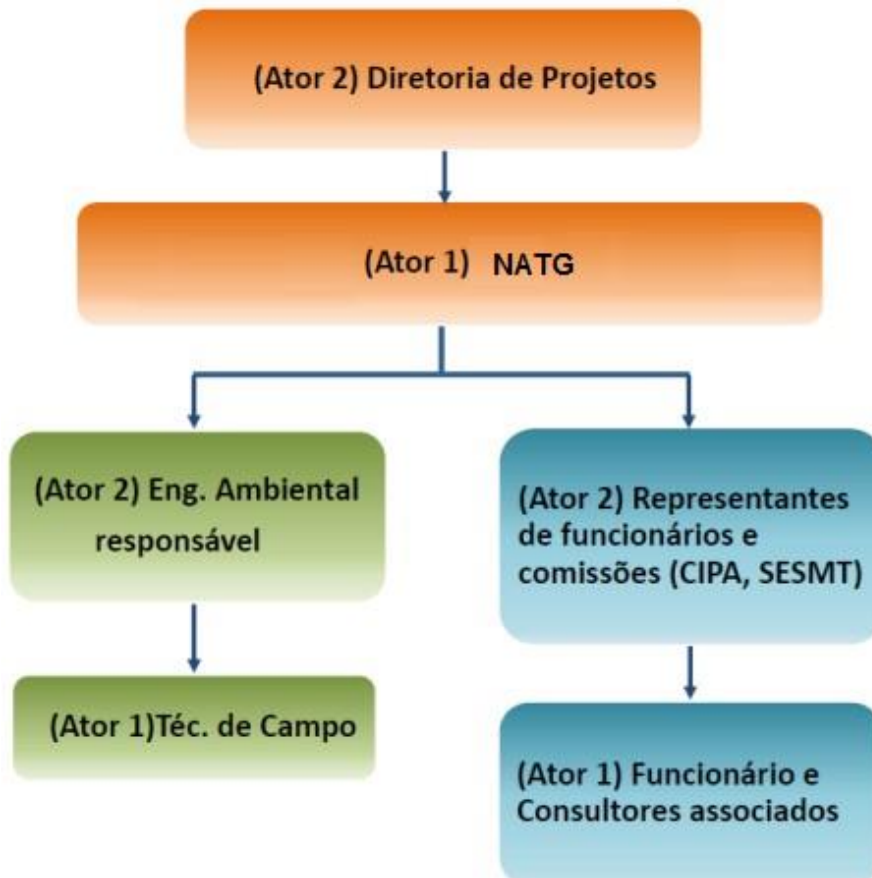 (Ator 2) Diretoria de Projetos
(Ator 1) NATG
(Ator 2) Eng. Ambiental
responsável
(Ator 2) Representantes
de funcionários e
comissões (CIPA, SESMT)
(Ator 1)Téc. de Campo
(Ator 1) Funcionário e
Consultores associados